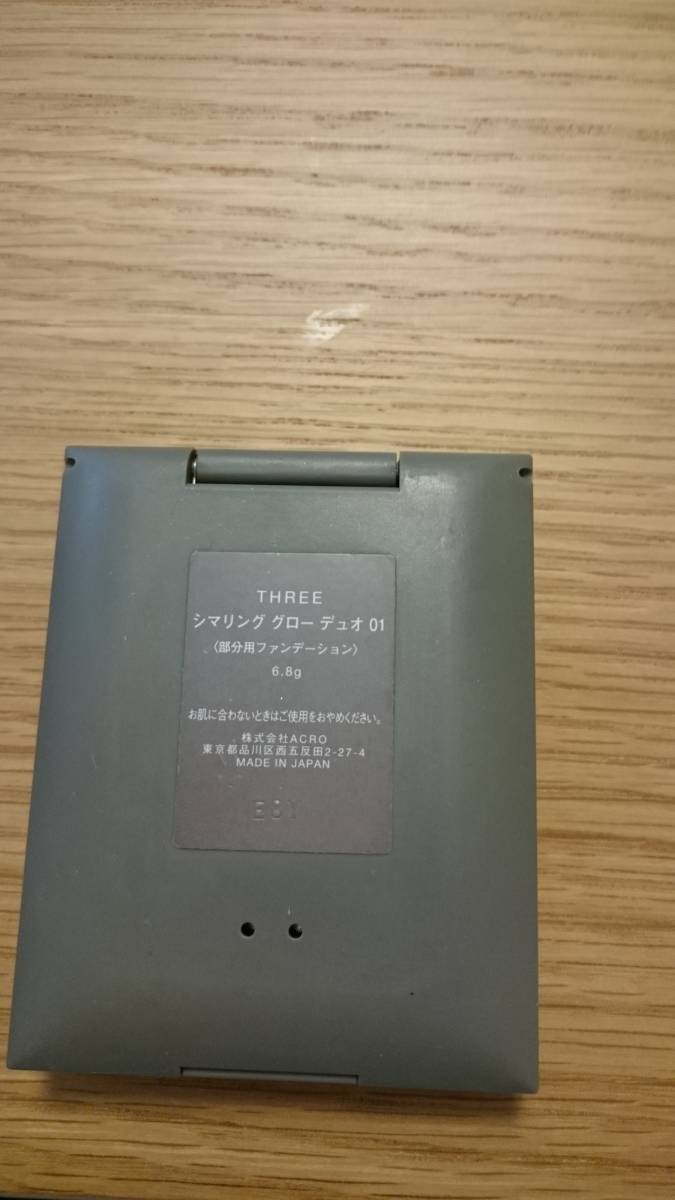 THREE
シマリング グロー デュオ 01
〈部分用ファンデーション〉
6.8g
お肌に合わないときはご使用をおやめください。
株式会社ACRO
東京都品川区西五反田2-27-4
MADE IN JAPAN